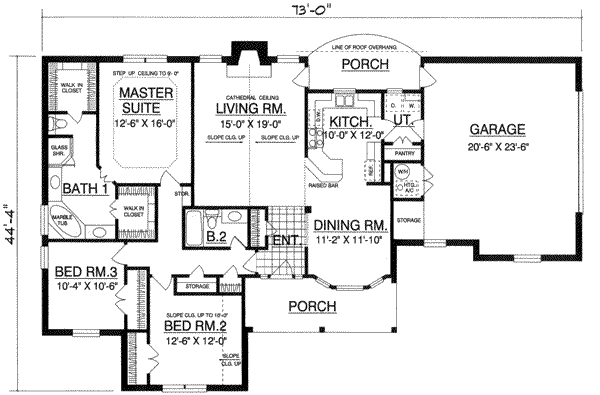 73'-0"
LINE OF ROOF OVERHANG
PORCH
STEP UP CEILING TO 9'-0"
WALK IN
CLOSET
MASTER
SUITE
12'-6" X 16'-0"
CATHEDRAL CEILING
LIVING RM.
15'-0" X 19'-0"
SLOPE CLG. UP
SLOPE CLG. UP
D.W.
KITCH.
10'-0" X 12'-0"
D. W.
UT.
PANTRY
REF.
RAISED BAR
GARAGE
20'-6" X 23'-6"
W/H
HTG.
A/C
STORAGE
GLASS
SHR.
BATH 1
MARBLE
TUB
WALK IN
CLOSET
STOR.
B.2
ENT.
DINING RM.
11'-2" X 11'-10"
44'-4"
BED RM.3
10'-4" X 10'-6"
STORAGE
PORCH
SLOPE CLG. UP TO 10'-0"
BED RM.2
12'-6" X 12'-0"
SLOPE
CLG.
UP